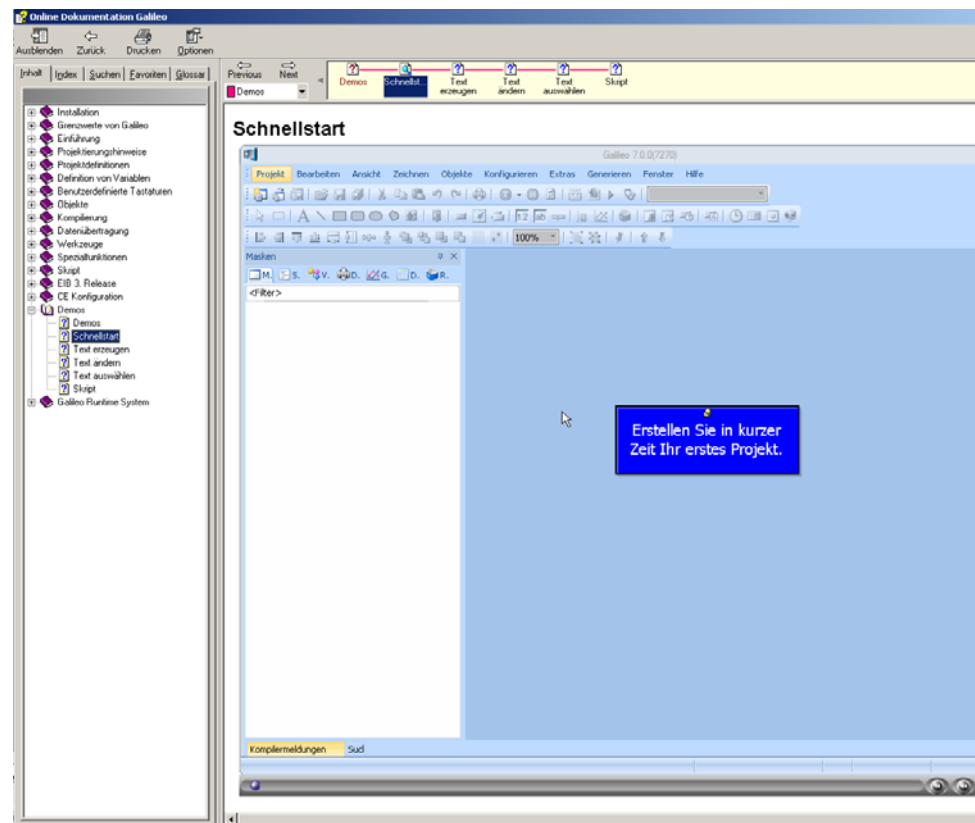 Online Dokumentation Galileo
Ausblenden Zurück Drucken Optionen
Inhalt Index Suchen Favoriten Glossar
Previous Next
Demos
Demos Schnellst... Text erzeugen Text ändern Text auswählen Skript
Installation
Grenzwerte von Galileo
Einführung
Projektierungshinweise
Projektdefinitionen
Definition von Variablen
Benutzerdefinierte Tastaturen
Objekte
Kompilierung
Datenübertragung
Werkzeuge
Spezialfunktionen
Skript
EIB 3. Release
CE Konfiguration
Demos
Demos
Schnellstart
Text erzeugen
Text ändern
Text auswählen
Skript
Galileo Runtime System
Schnellstart
Galileo 7.0.0(7270)
Projekt Bearbeiten Ansicht Zeichnen Objekte Konfigurieren Extras Generieren Fenster Hilfe
100%
Masken
M. S. V. D. G. D. R.
<Filter>
Erstellen Sie in kurzer
Zeit Ihr erstes Projekt.
Kompilermeldungen Sucl